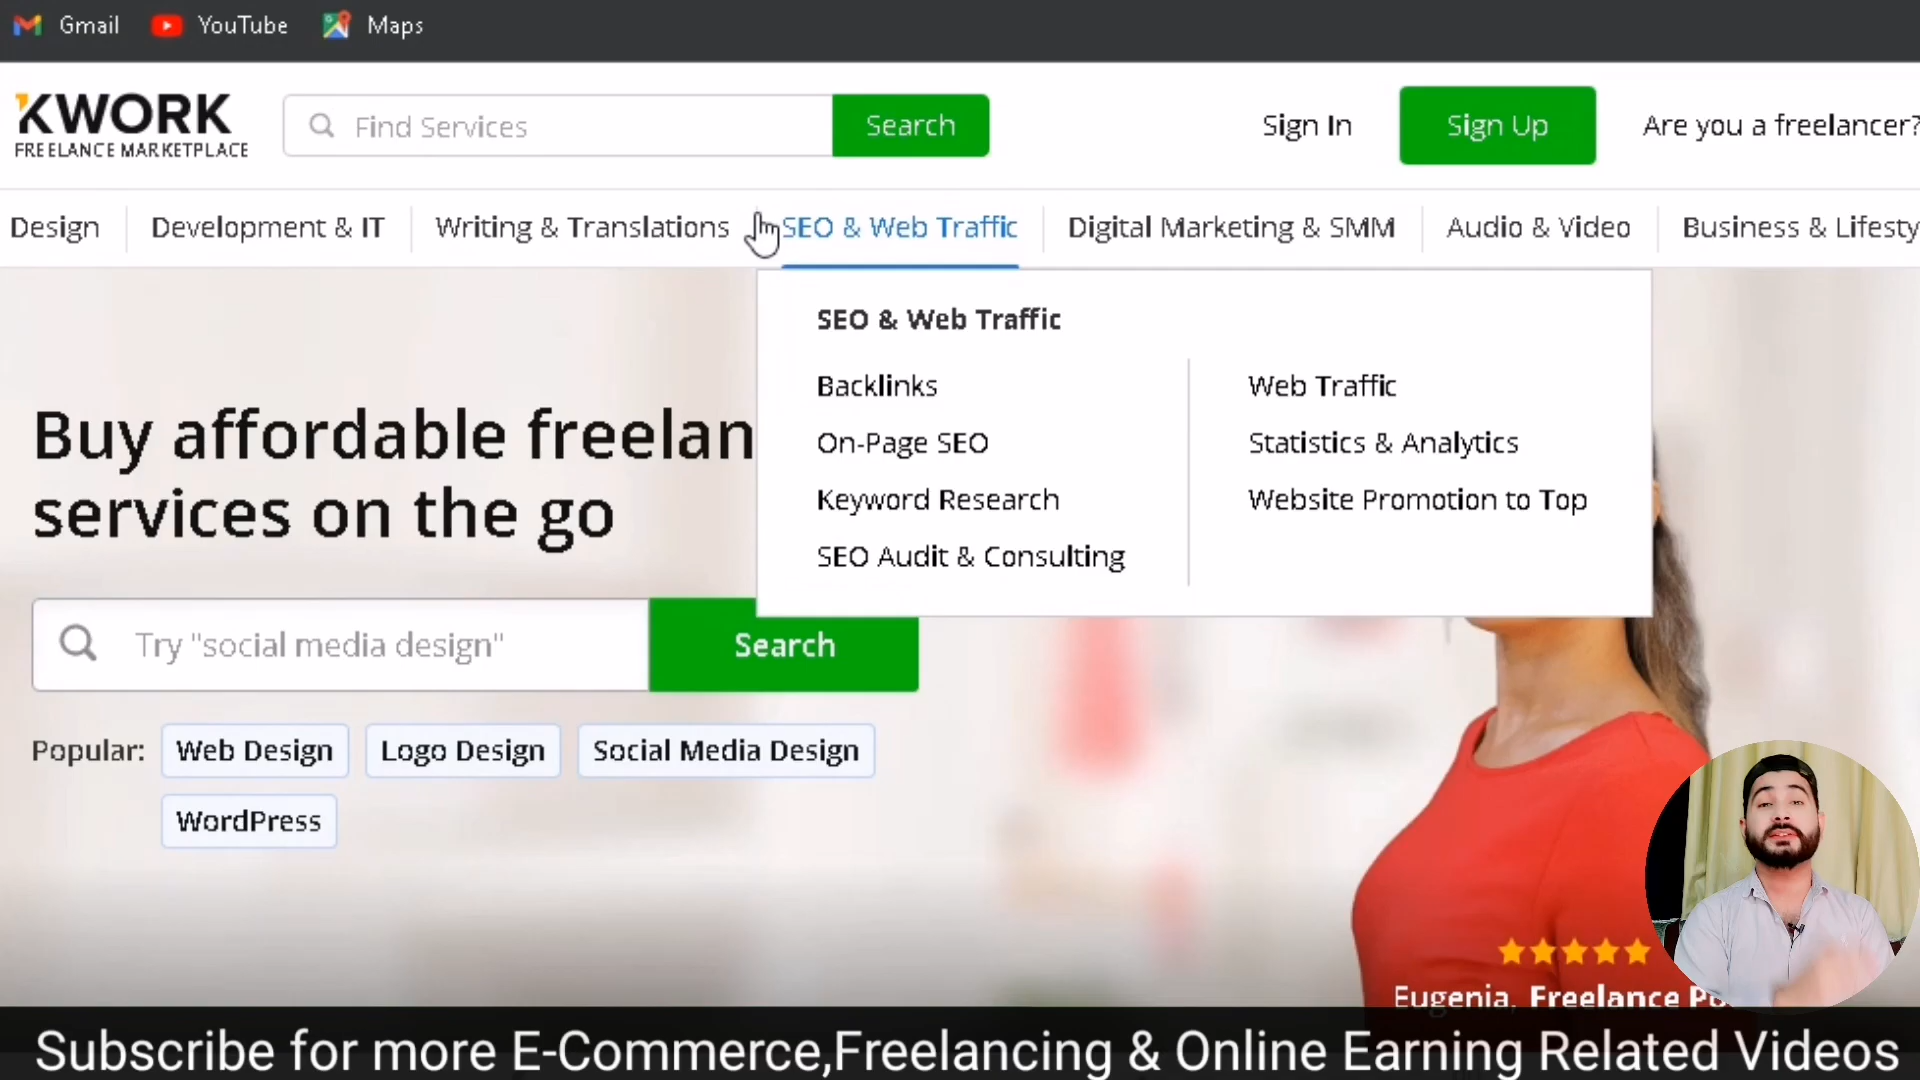 Gmail YouTube Maps
KWORK
FREELANCE MARKETPLACE
Find Services Search Sign In Sign Up Are you a freelancer?
Design Development & IT Writing & Translations SEO & Web Traffic Digital Marketing & SMM Audio & Video Business & Lifesty
SEO & Web Traffic
Backlinks
On-Page SEO
Keyword Research
SEO Audit & Consulting
Web Traffic
Statistics & Analytics
Website Promotion to Top
Buy affordable freelan
services on the go
Try "social media design" Search
Popular: Web Design Logo Design Social Media Design
WordPress
Eugenia, Freelance
Subscribe for more E-Commerce,Freelancing & Online Earning Related Videos